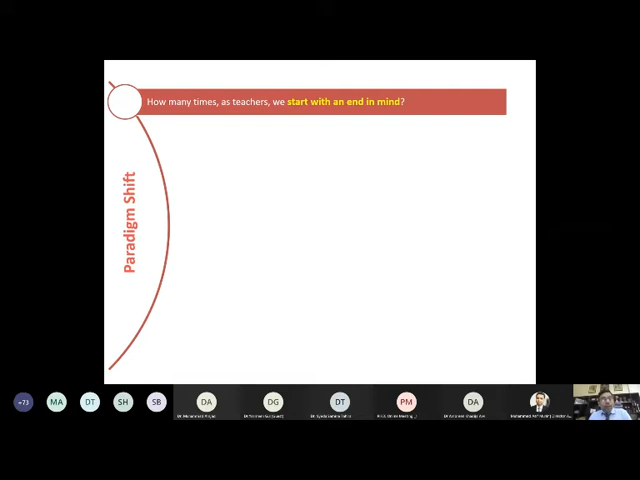 How many times, as teachers, we start with an end in mind?
Paradigm Shift
+73
MA
DT
SH
SB
DA
DG
DT
PM
DA